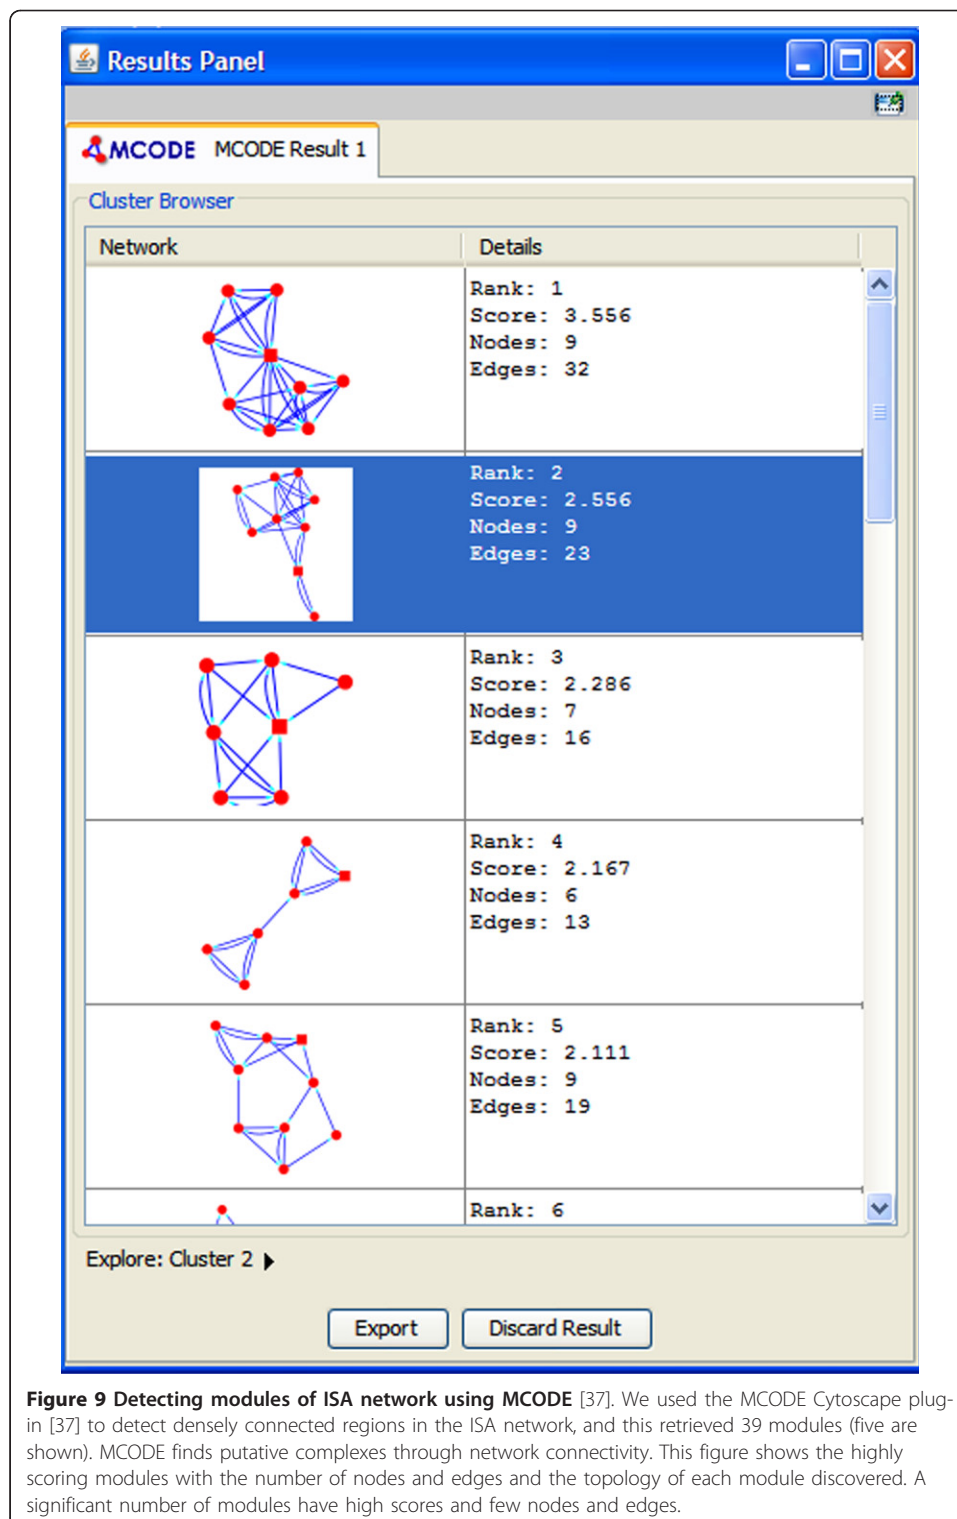 Results Panel
MCODE MCODE Result 1
Cluster Browser
Network Details
Rank: 1
Score: 3.556
Nodes: 9
Edges: 32
Rank: 2
Score: 2.556
Nodes: 9
Edges: 23
Rank: 3
Score: 2.286
Nodes: 7
Edges: 16
Rank: 4
Score: 2.167
Nodes: 6
Edges: 13
Rank: 5
Score: 2.111
Nodes: 9
Edges: 19
Rank: 6
Explore: Cluster 2
Export Discard Result
Figure 9 Detecting modules of ISA network using MCODE [37]. We used the MCODE Cytoscape plug-
in [37] to detect densely connected regions in the ISA network, and this retrieved 39 modules (five are
shown). MCODE finds putative complexes through network connectivity. This figure shows the highly
scoring modules with the number of nodes and edges and the topology of each module discovered. A
significant number of modules have high scores and few nodes and edges.